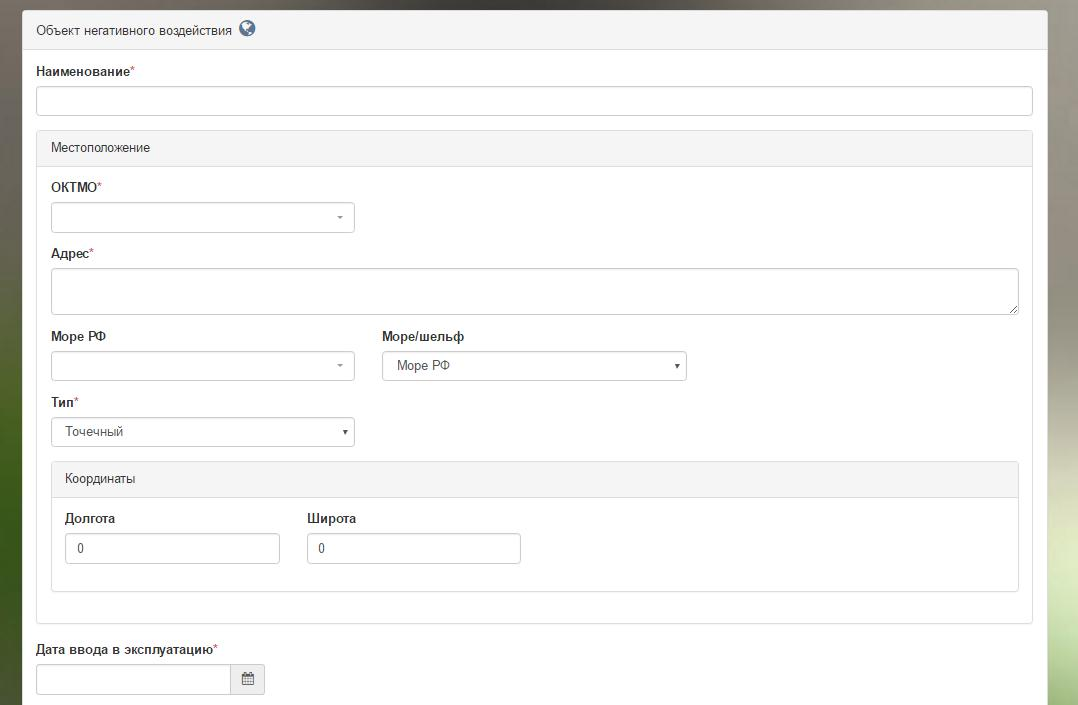 Объект негативного воздействия
Наименование*
Местоположение
ОКТМО*
Адрес*
Море РФ Море/шельф
Море РФ
Тип*
Точечный
Координаты
Долгота Широта
0 0
Дата ввода в эксплуатацию*